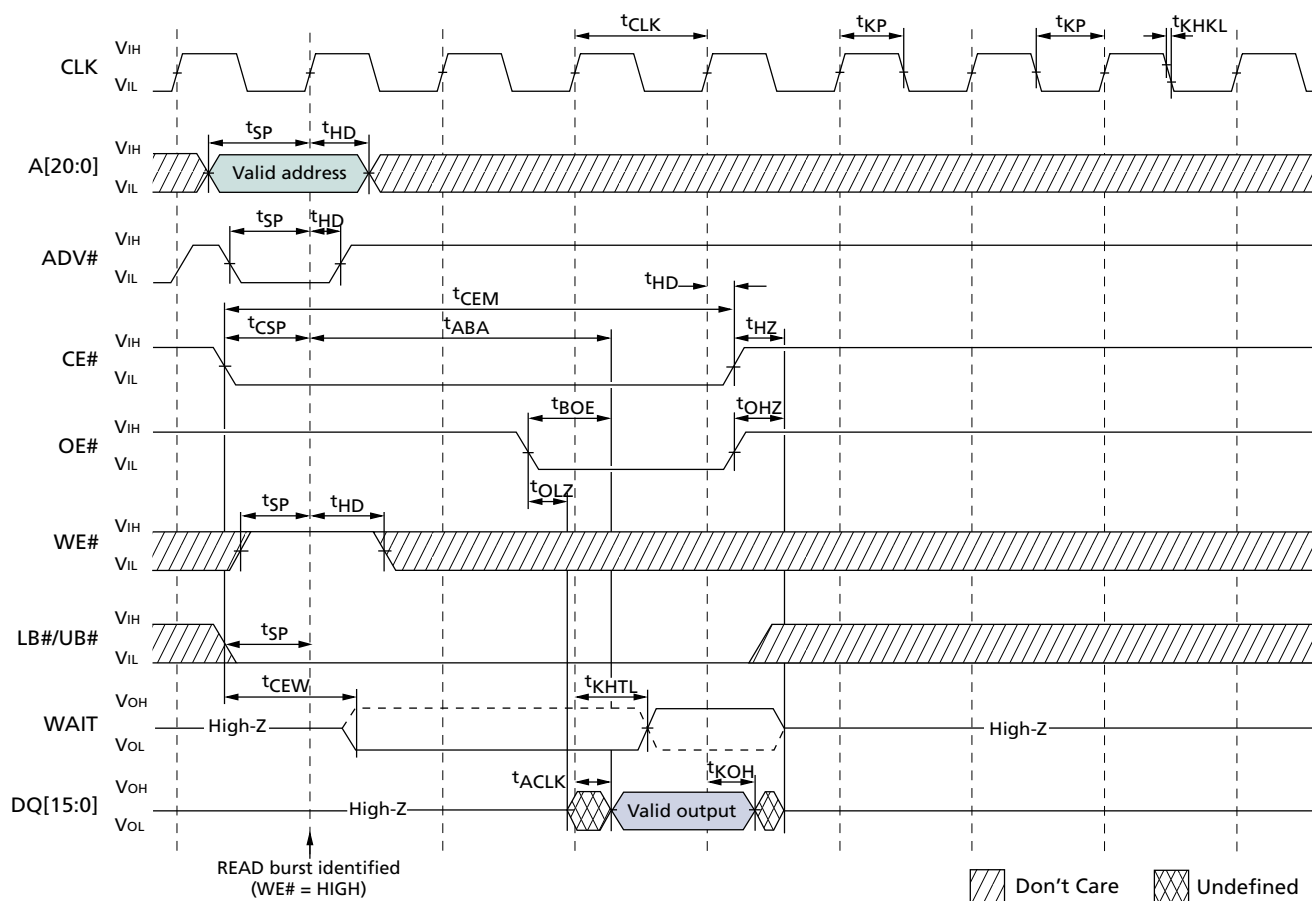 tCLK tKP tKP tKHKL
CLK VIH
VIL
tSP tHD
A[20:0] VIH
VIL
Valid address
tSP tHD
ADV# VIH
VIL
tHD
tCEM
tCSP tABA tHZ
CE# VIH
VIL
tBOE tOHZ
OE# VIH
VIL
tOLZ
tSP tHD
WE# VIH
VIL
LB#/UB# VIH
VIL
tSP
tCEW tKHTL
WAIT VOH
VOL
High-Z High-Z
tACLK tKOH
DQ[15:0] VOH
VOL
High-Z Valid output
READ burst identified
(WE# = HIGH)
Don't Care Undefined